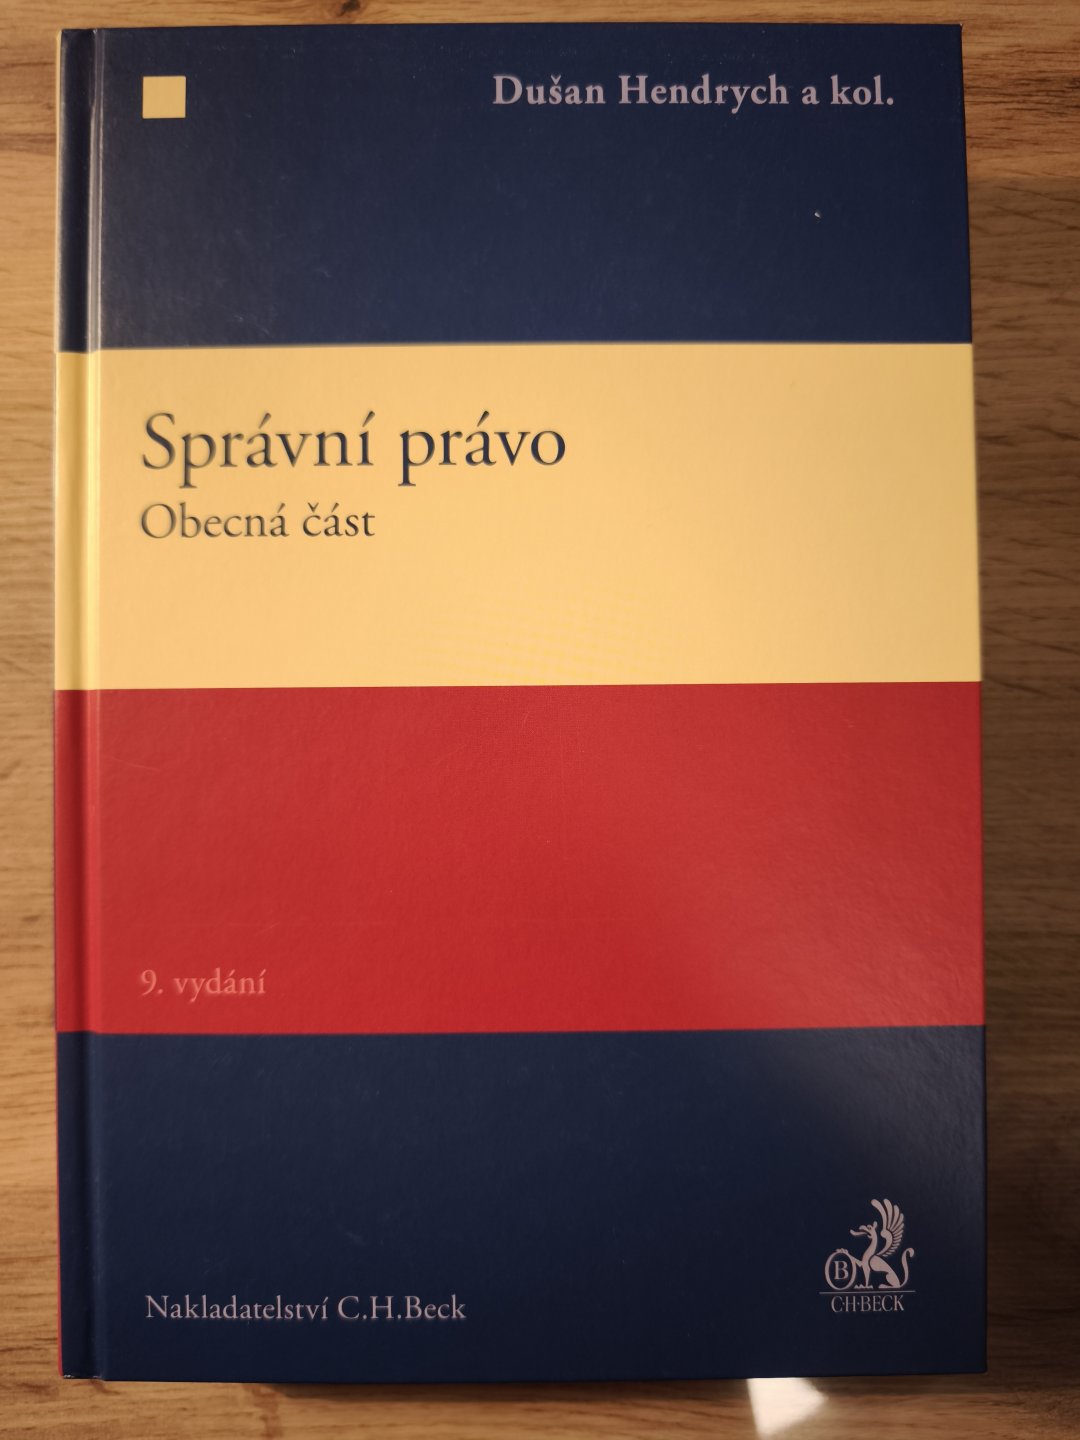 Dušan Hendrych a kol.
Správní právo
Obecná část
9. vydání
Nakladatelství C.H.Beck
B
C·H·BECK